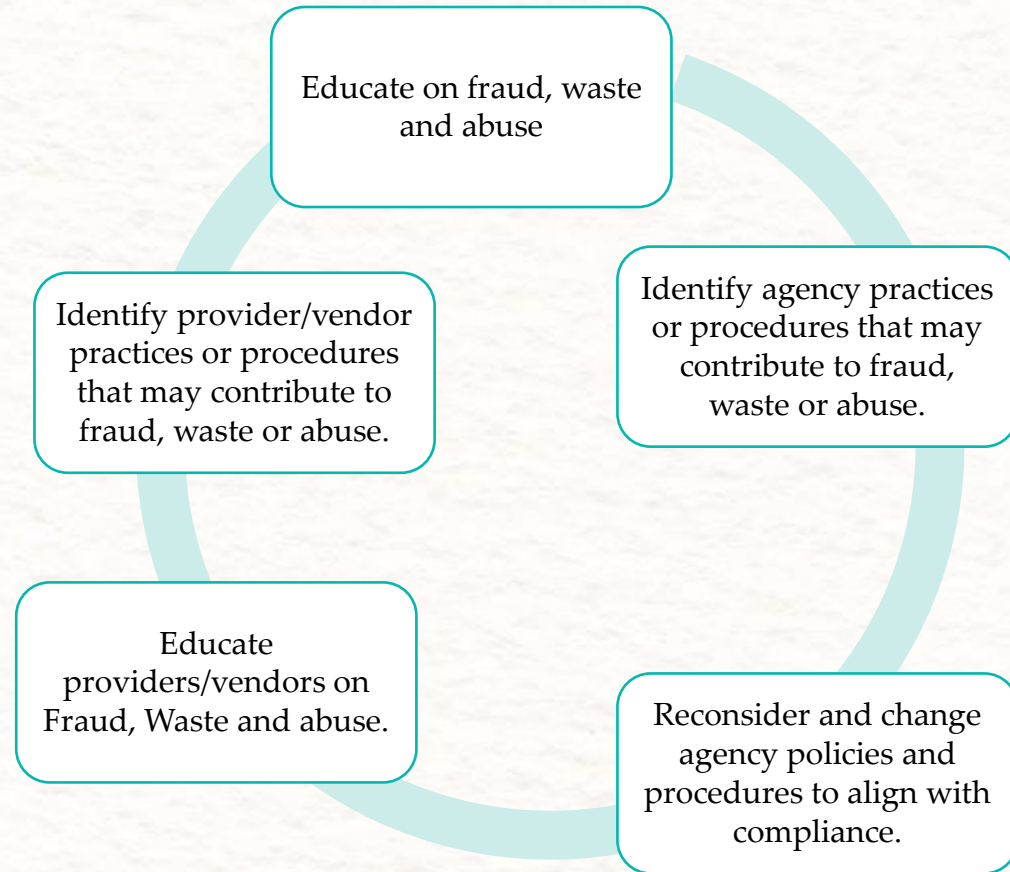 Educate on fraud, waste
and abuse
Identify agency practices
or procedures that may
contribute to fraud,
waste or abuse.
Reconsider and change
agency policies and
procedures to align with
compliance.
Educate
providers/vendors on
Fraud, Waste and abuse.
Identify provider/vendor
practices or procedures
that may contribute to
fraud, waste or abuse.